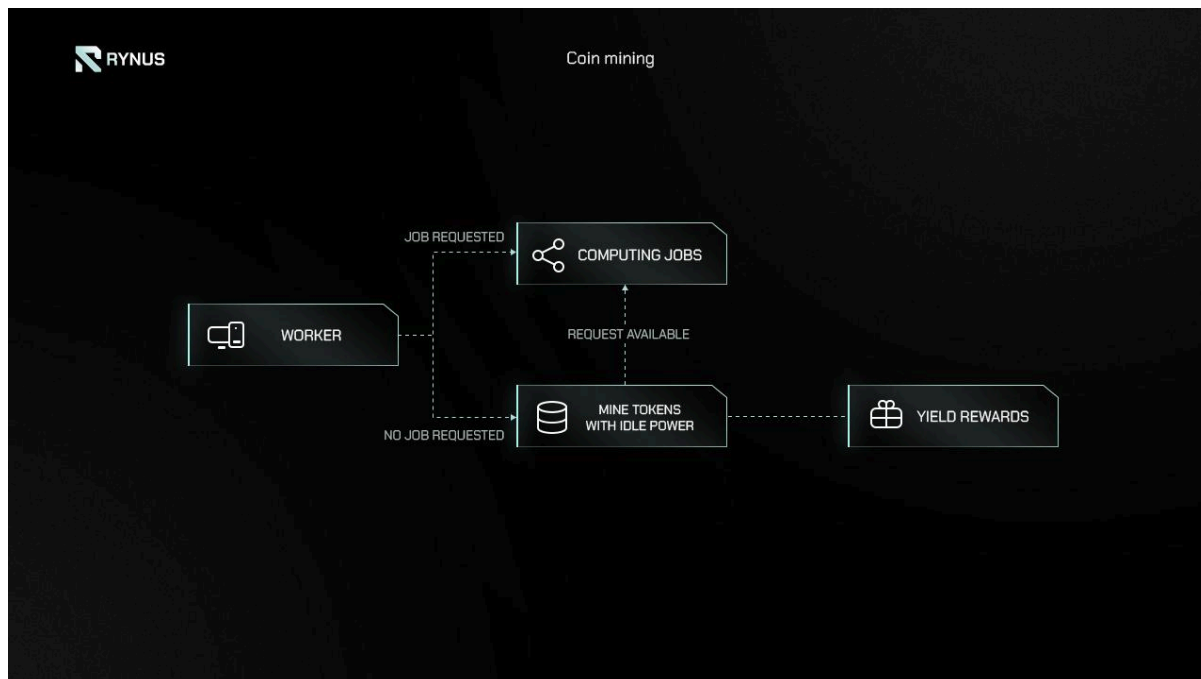 RYNUS
Coin mining
JOB REQUESTED
COMPUTING JOBS
WORKER
REQUEST AVAILABLE
MINE TOKENS
WITH IDLE POWER
YIELD REWARDS
NO JOB REQUESTED